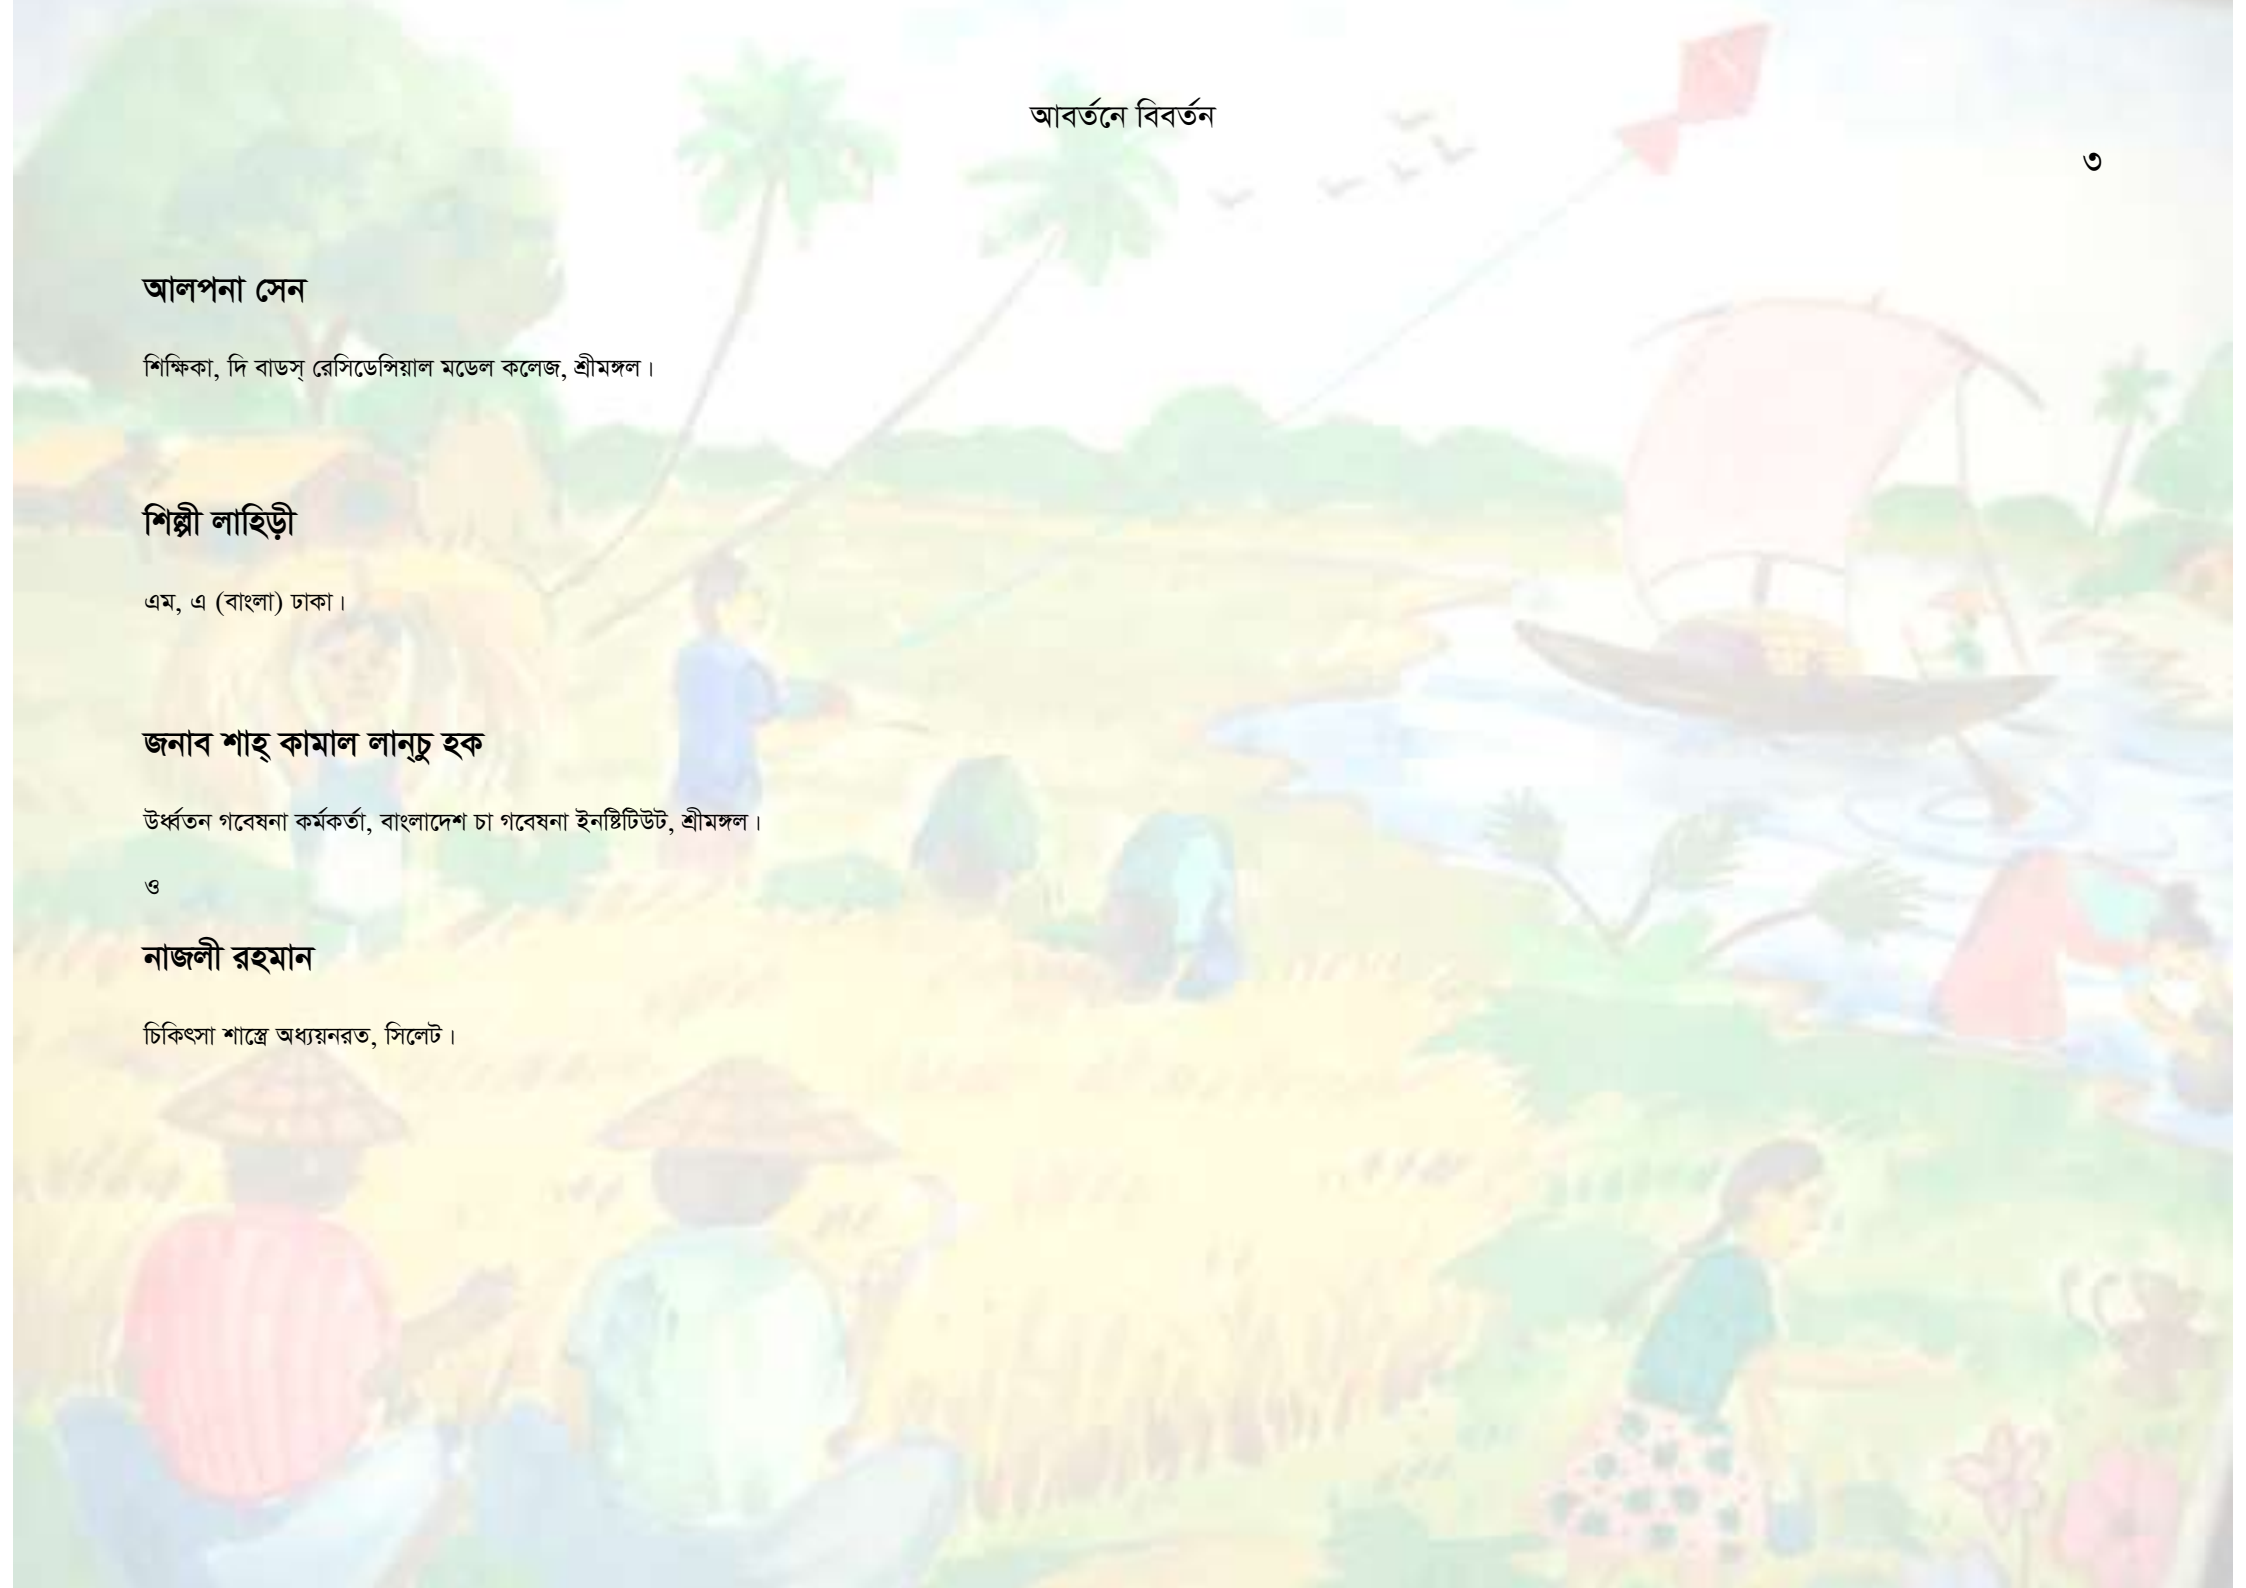 আবর্তনে বিবর্তন
৩
আলপনা সেন
শিক্ষিকা, দি বাডস্ রেসিডেন্সিয়াল মডেল কলেজ, শ্রীমঙ্গল।
শিল্পী লাহিড়ী
এম, এ (বাংলা) ঢাকা।
জনাব শাহ্ কামাল লান্‌চু হক
উর্ধ্বতন গবেষনা কর্মকর্তা, বাংলাদেশ চা গবেষনা ইনষ্টিটিউট, শ্রীমঙ্গল।
ও
নাজলী রহমান
চিকিৎসা শাস্ত্রে অধ্যয়নরত, সিলেট।